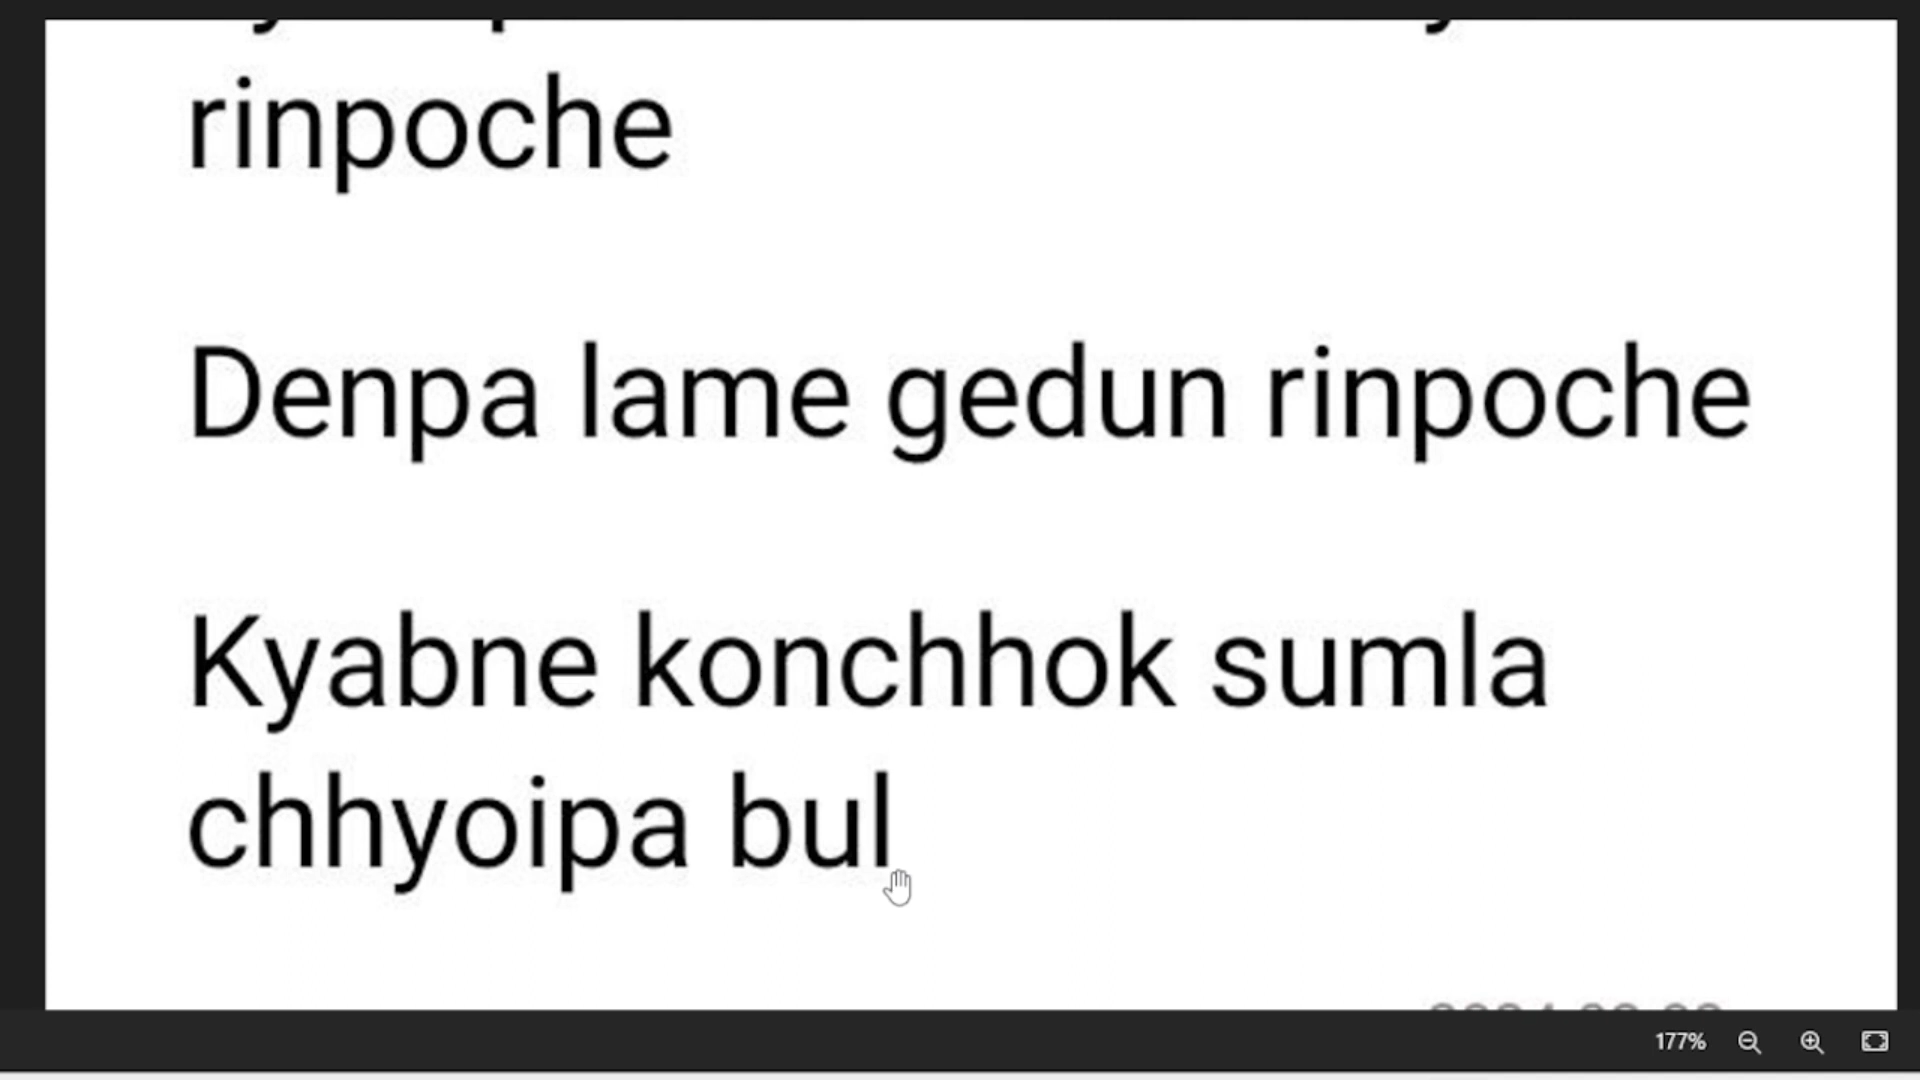 rinpoche
Denpa lame gedun rinpoche
Kyabne konchhok sumla
chhyoipa bul
177%